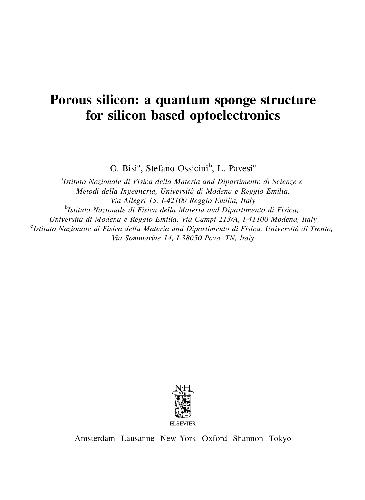 Porous silicon: a quantum sponge structure
for silicon based optoelectronics
O. Bisi^a, Stefano Ossicini^b, L. Pavesi^c
^a Istituto Nazionale di Fisica della Materia and Dipartimento di Scienze e
Metodi della Ingegneria, Università di Modena e Reggio Emilia,
Via Allegri 15, I-42100 Reggio Emilia, Italy
^b Istituto Nazionale di Fisica della Materia and Dipartimento di Fisica,
Università di Modena e Reggio Emilia, Via Campi 213/A, I-41100 Modena, Italy
^c Istituto Nazionale di Fisica della Materia and Dipartimento di Fisica, Università di Trento,
Via Sommarive 14, I-38050 Povo-TN, Italy
N·H
ELSEVIER
Amsterdam–Lausanne–New York–Oxford–Shannon–Tokyo